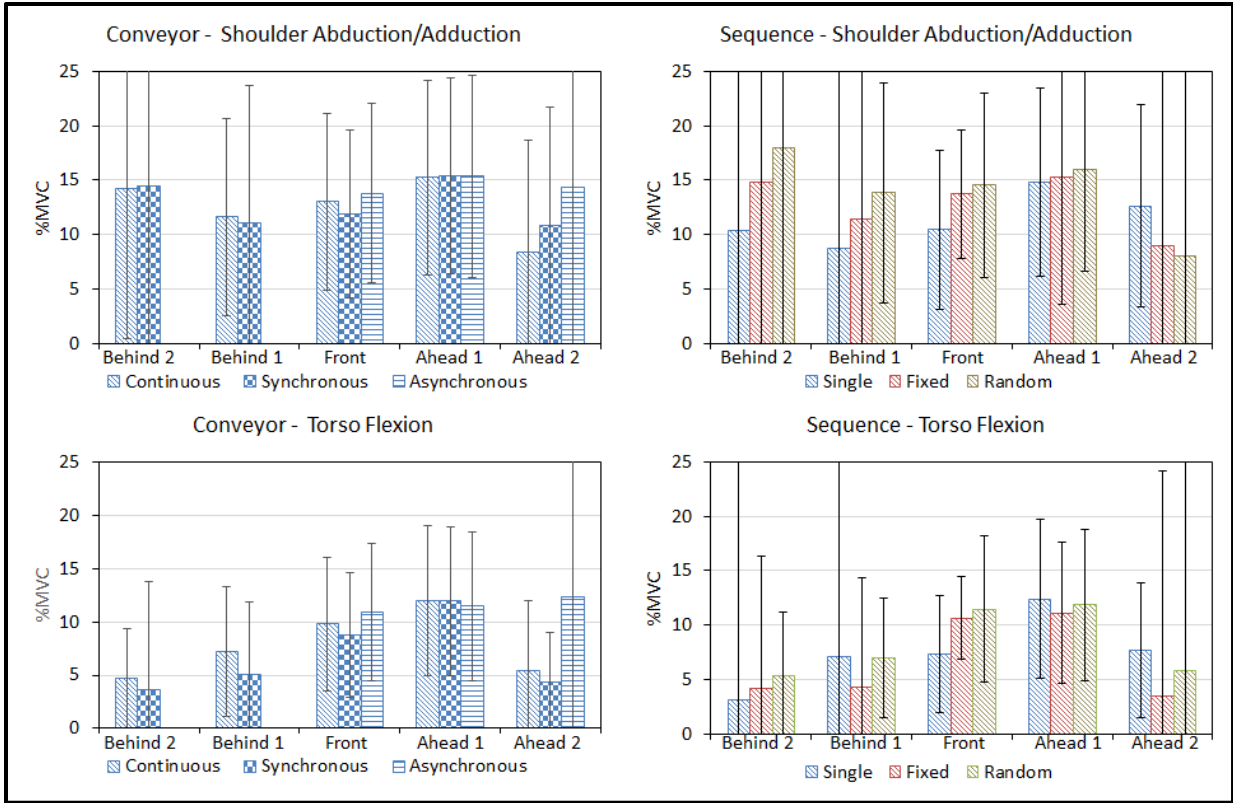 Conveyor - Shoulder Abduction/Adduction
25
20
15
10
5
0
%MVC
Behind 2 Behind 1 Front Ahead 1 Ahead 2
Continuous Synchronous Asynchronous
Sequence - Shoulder Abduction/Adduction
25
20
15
10
5
0
%MVC
Behind 2 Behind 1 Front Ahead 1 Ahead 2
Single Fixed Random
Conveyor - Torso Flexion
25
20
15
10
5
0
%MVC
Behind 2 Behind 1 Front Ahead 1 Ahead 2
Continuous Synchronous Asynchronous
Sequence - Torso Flexion
25
20
15
10
5
0
%MVC
Behind 2 Behind 1 Front Ahead 1 Ahead 2
Single Fixed Random